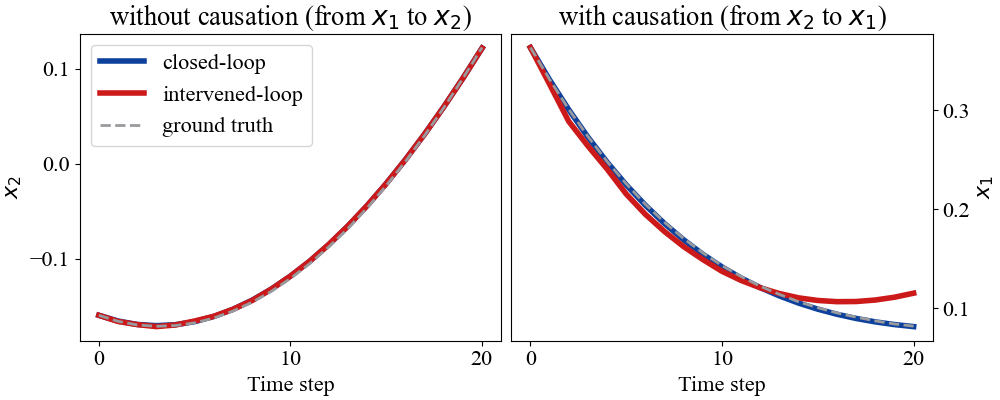 without causation (from x₁ to x₂)
with causation (from x₂ to x₁)
closed-loop
intervened-loop
ground truth
0.1
0.0
−0.1
x₂
0
10
20
Time step
0
10
20
Time step
0.3
0.2
0.1
x₁